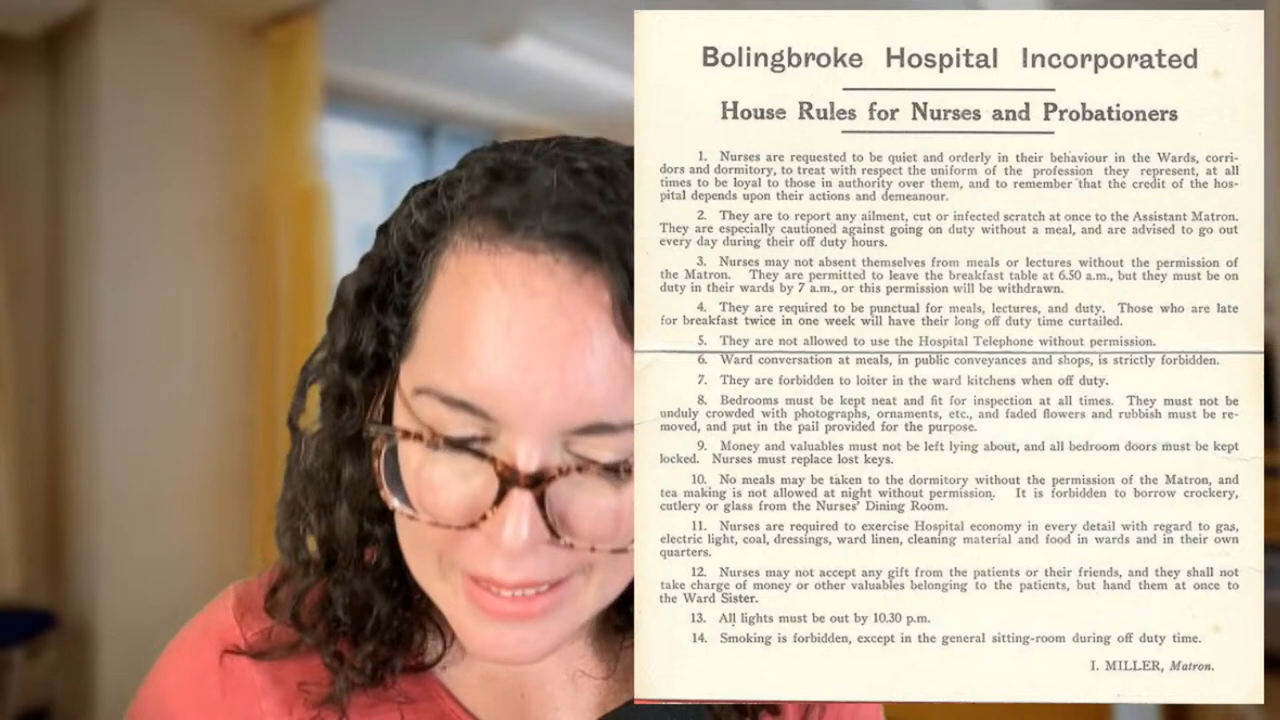 Bolingbroke Hospital Incorporated
House Rules for Nurses and Probationers
1. Nurses are requested to be quiet and orderly in their behaviour in the Wards, corri-
dors and dormitory, to treat with respect the uniform of the profession they represent, at all
times to be loyal to those in authority over them, and to remember that the credit of the hos-
pital depends upon their actions and demeanour.
2. They are to report any ailment, cut or infected scratch at once to the Assistant Matron.
They are especially cautioned against going on duty without a meal, and are advised to go out
every day during their off duty hours.
3. Nurses may not absent themselves from meals or lectures without the permission of
the Matron. They are permitted to leave the breakfast table at 6.50 a.m., but they must be on
duty in their wards by 7 a.m., or this permission will be withdrawn.
4. They are required to be punctual for meals, lectures, and duty. Those who are late
for breakfast twice in one week will have their long off duty time curtailed.
5. They are not allowed to use the Hospital Telephone without permission.
6. Ward conversation at meals, in public conveyances and shops, is strictly forbidden.
7. They are forbidden to loiter in the ward kitchens when off duty.
8. Bedrooms must be kept neat and fit for inspection at all times. They must not be
unduly crowded with photographs, ornaments, etc., and faded flowers and rubbish must be re-
moved, and put in the pail provided for the purpose.
9. Money and valuables must not be left lying about, and all bedroom doors must be kept
locked. Nurses must replace lost keys.
10. No meals may be taken to the dormitory without the permission of the Matron, and
tea making is not allowed at night without permission. It is forbidden to borrow crockery,
cutlery or glass from the Nurses' Dining Room.
11. Nurses are required to exercise Hospital economy in every detail with regard to gas,
electric light, coal, dressings, ward linen, cleaning material and food in wards and in their own
quarters.
12. Nurses may not accept any gift from the patients or their friends, and they shall not
take charge of money or other valuables belonging to the patients, but hand them at once to
the Ward Sister.
13. All lights must be out by 10.30 p.m.
14. Smoking is forbidden, except in the general sitting-room during off duty time.
I. MILLER, Matron.